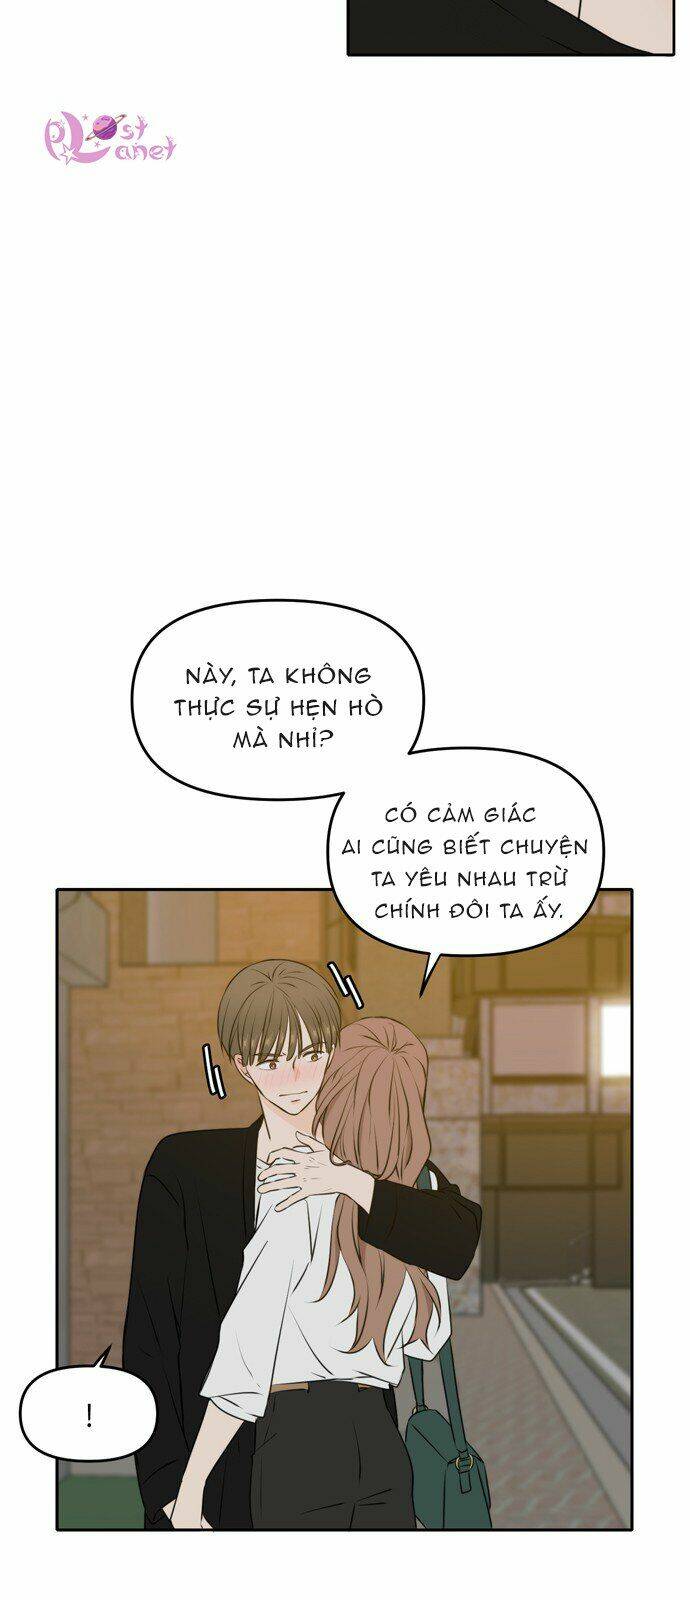 Lost
Planet
NÀY, TA KHÔNG
THỰC SỰ HẸN HÒ
MÀ NHỈ?
CÓ CẢM GIÁC
AI CŨNG BIẾT CHUYỆN
TA YÊU NHAU TRỪ
CHÍNH ĐÔI TA ẤY.
!